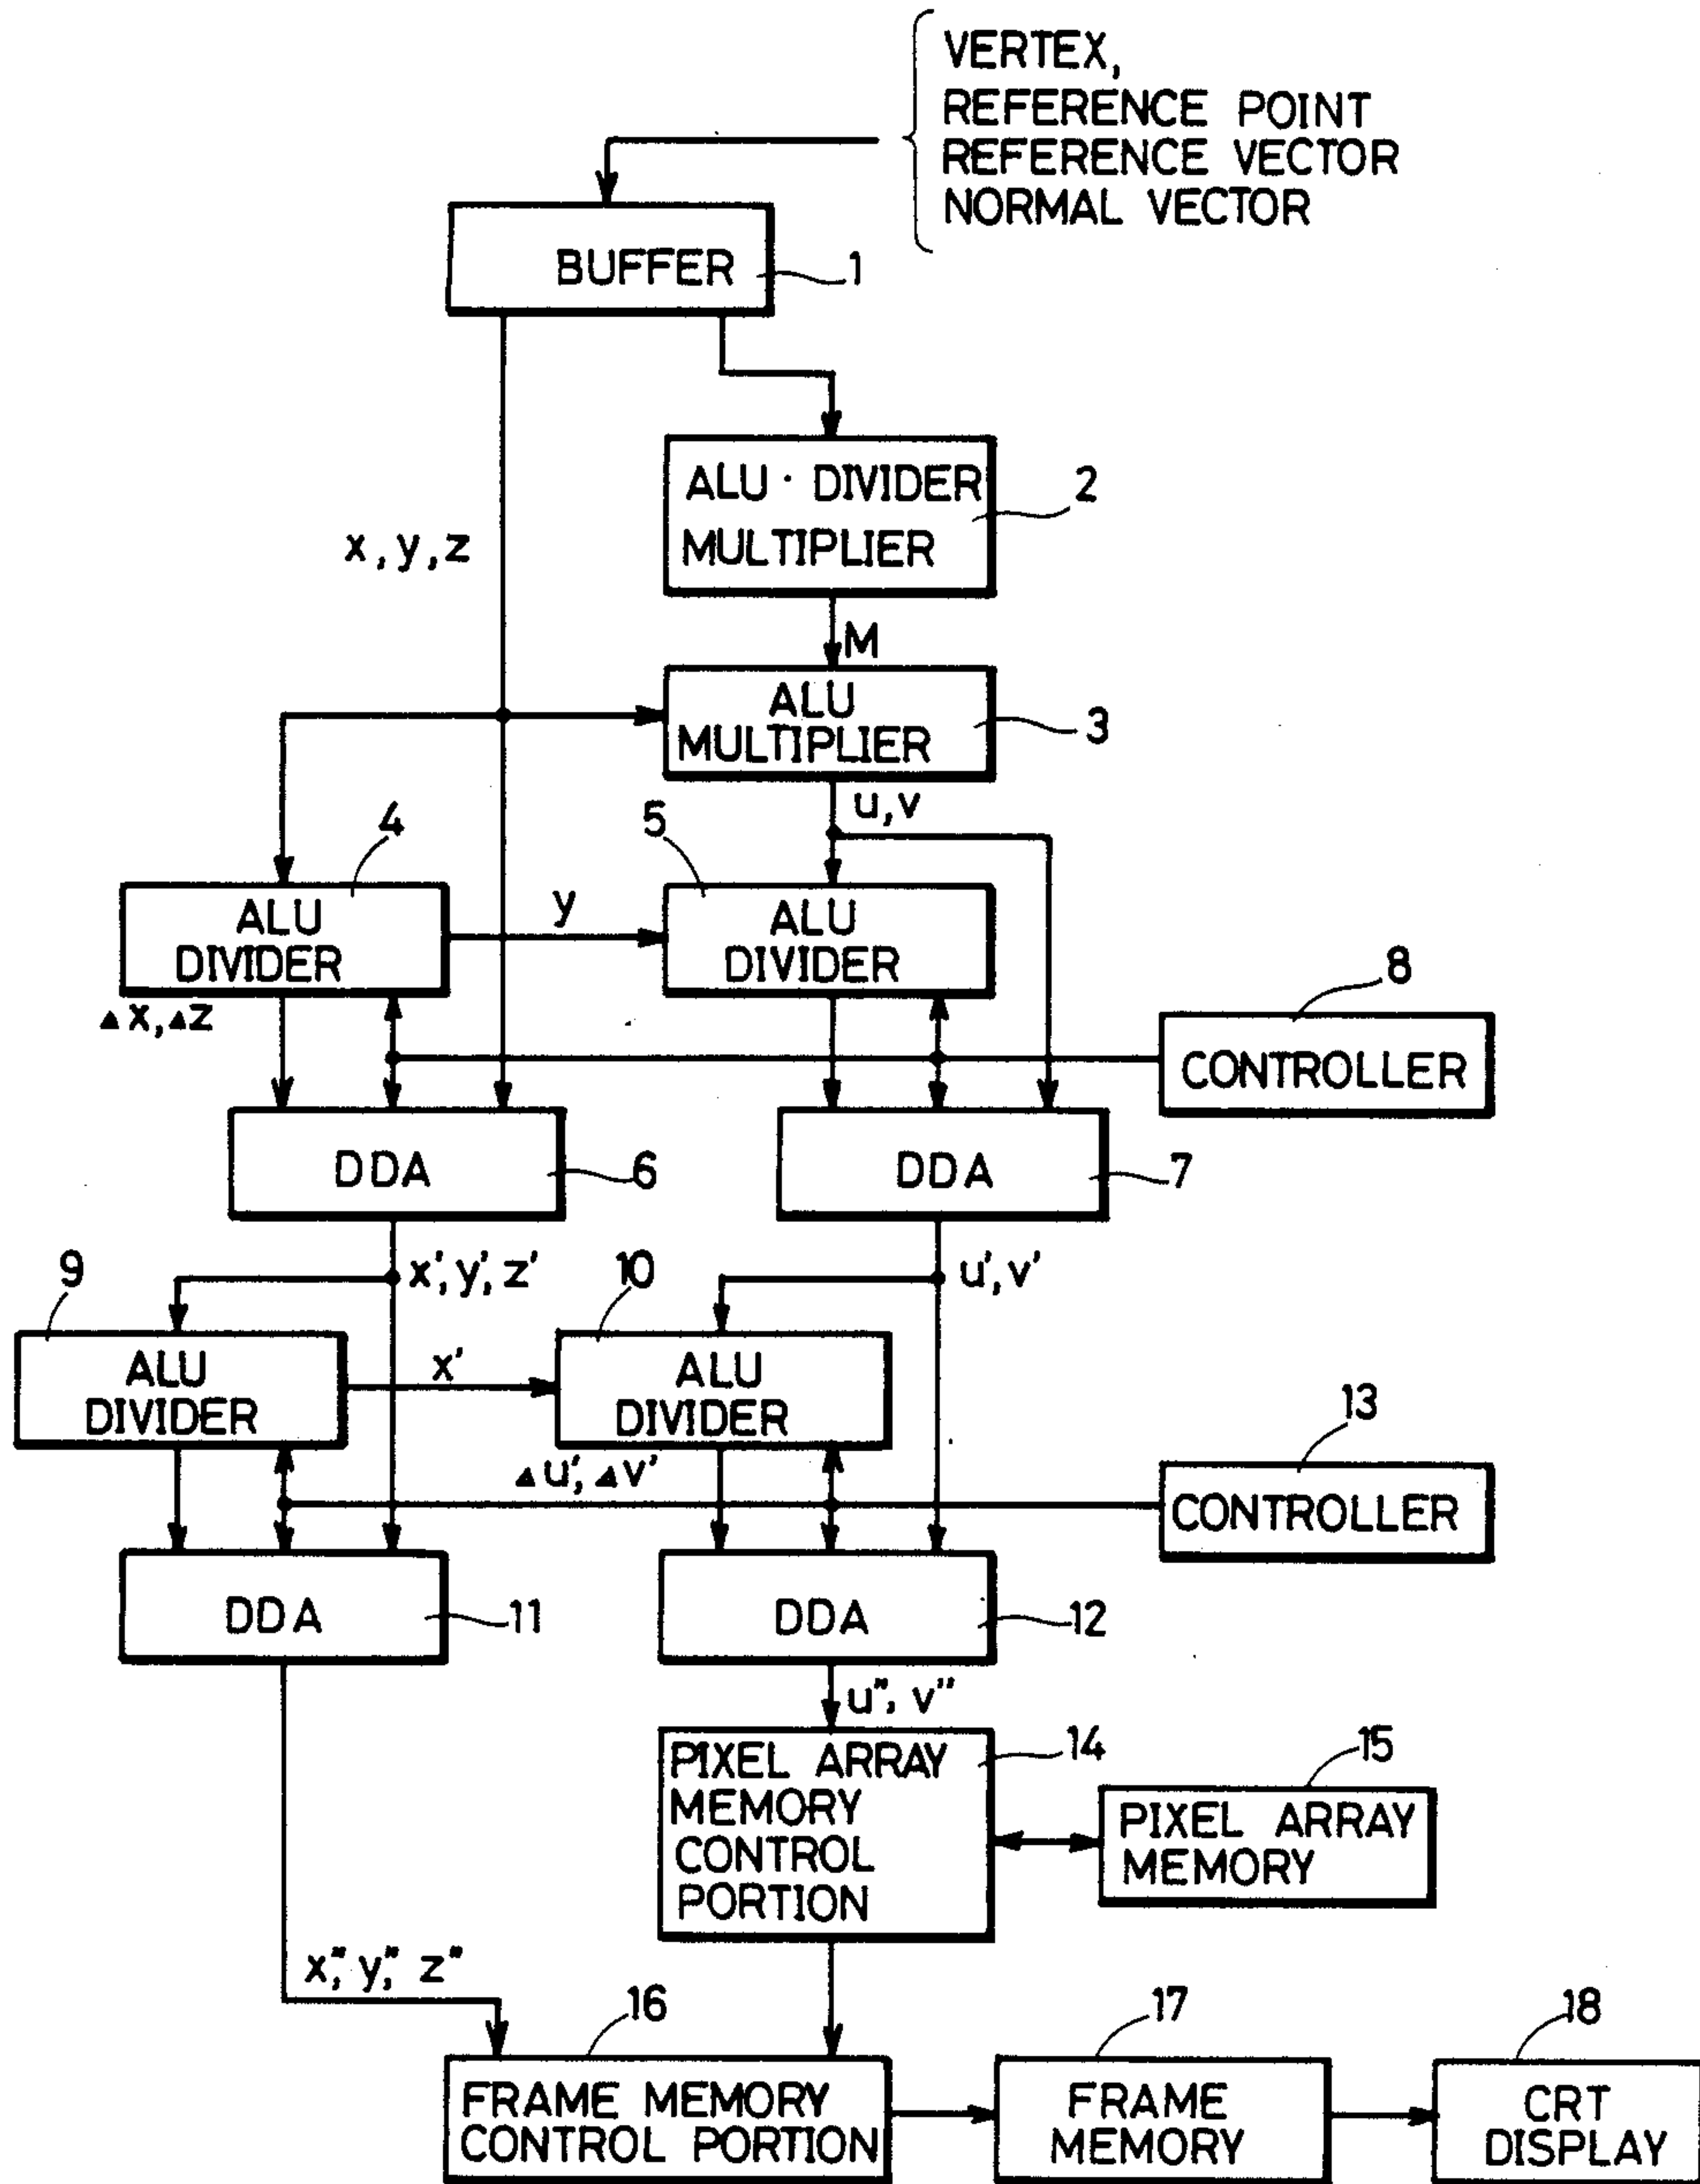 VERTEX,
REFERENCE POINT
REFERENCE VECTOR
NORMAL VECTOR
BUFFER
1
ALU · DIVIDER
MULTIPLIER
2
x, y, z
M
ALU
MULTIPLIER
3
u, v
4
5
ALU
DIVIDER
y
ALU
DIVIDER
8
▲x, ▲z
CONTROLLER
DDA
6
DDA
7
9
x', y', z'
10
u', v'
ALU
DIVIDER
x'
ALU
DIVIDER
13
▲u', ▲v'
CONTROLLER
DDA
11
DDA
12
u", v"
PIXEL ARRAY
MEMORY
CONTROL
PORTION
14
15
PIXEL ARRAY
MEMORY
x", y", z"
16
17
18
FRAME MEMORY
CONTROL PORTION
FRAME
MEMORY
CRT
DISPLAY